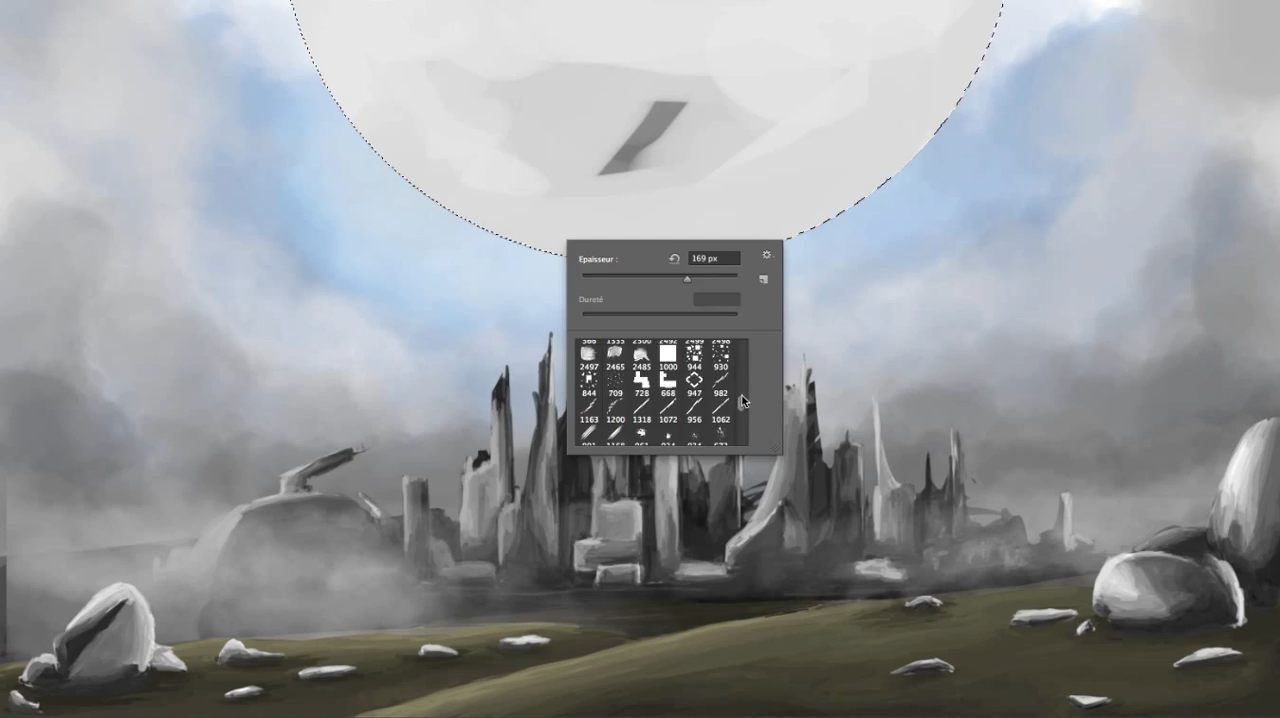 Epaisseur : 169 px
Dureté
2497 2465 2485 1000 944 930
844 709 728 668 947 982
1163 1200 1318 1072 956 1062